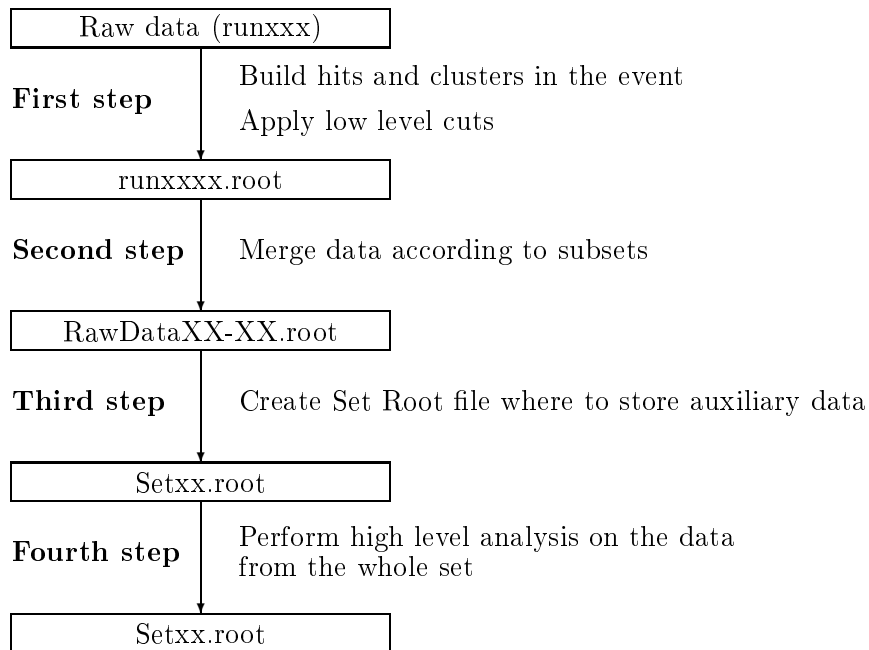 Raw data (runxxx)
Build hits and clusters in the event
First step
Apply low level cuts
runxxxx.root
Second step
Merge data according to subsets
RawDataXX-XX.root
Third step
Create Set Root file where to store auxiliary data
Setxx.root
Perform high level analysis on the data
Fourth step
from the whole set
Setxx.root